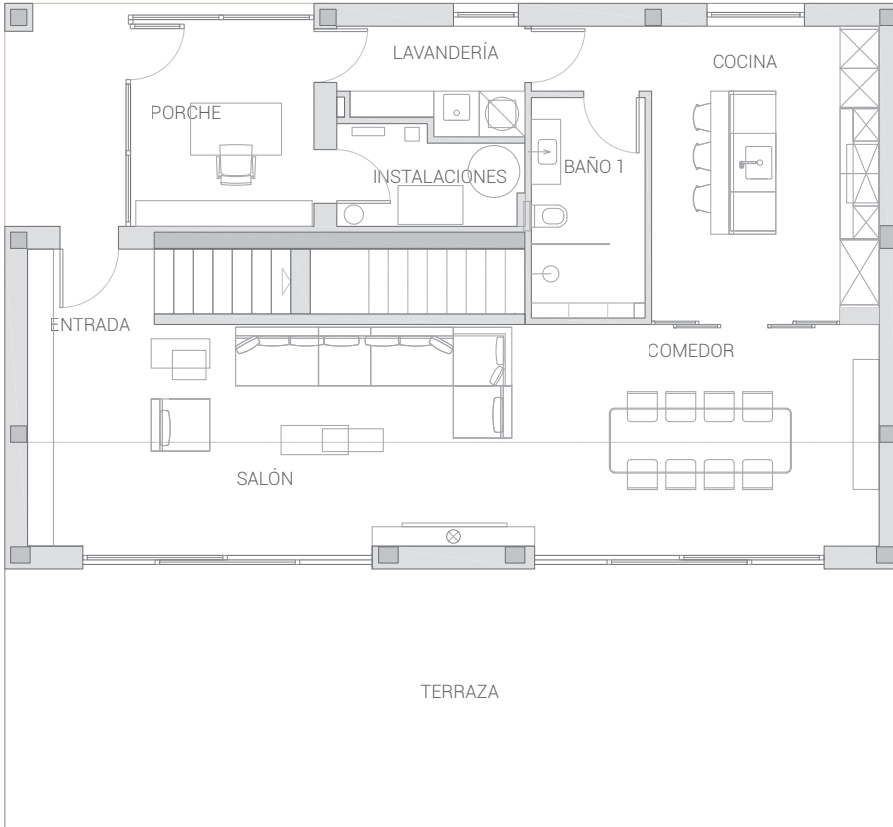 LAVANDERÍA
COCINA
PORCHE
INSTALACIONES
BAÑO 1
ENTRADA
COMEDOR
SALÓN
TERRAZA